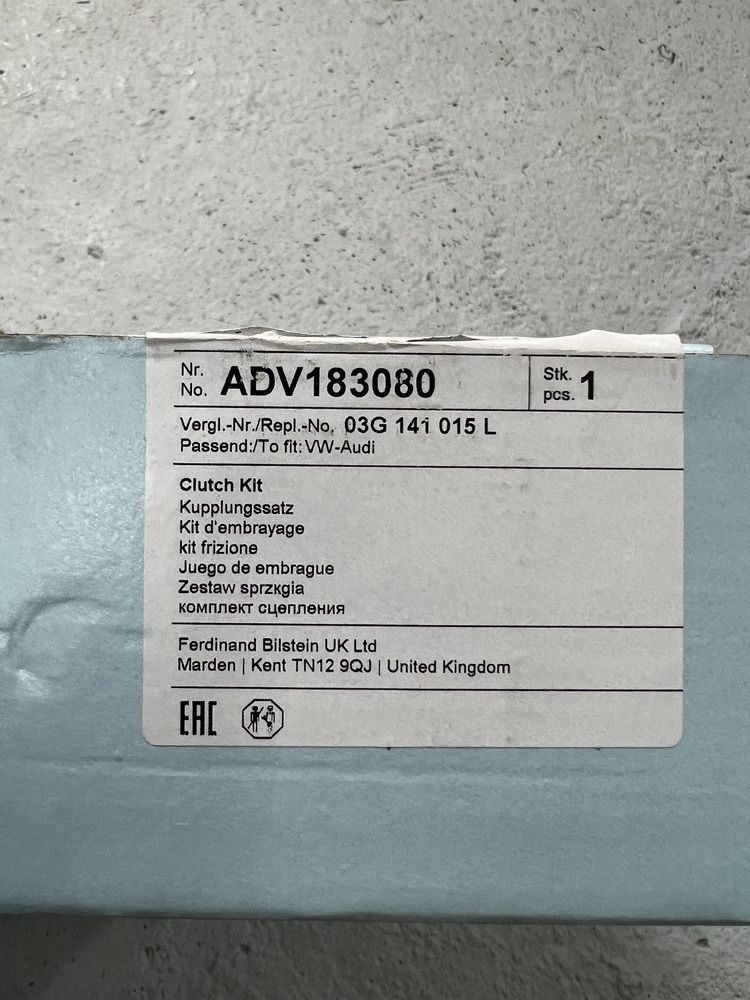 Nr.
No. ADV183080
Stk.
pcs. 1
Vergl.-Nr./Repl.-No. 03G 141 015 L
Passend:/To fit: VW-Audi
Clutch Kit
Kupplungssatz
Kit d'embrayage
kit frizione
Juego de embrague
Zestaw sprzкgіa
комплект сцепления
Ferdinand Bilstein UK Ltd
Marden | Kent TN12 9QJ | United Kingdom
EAC